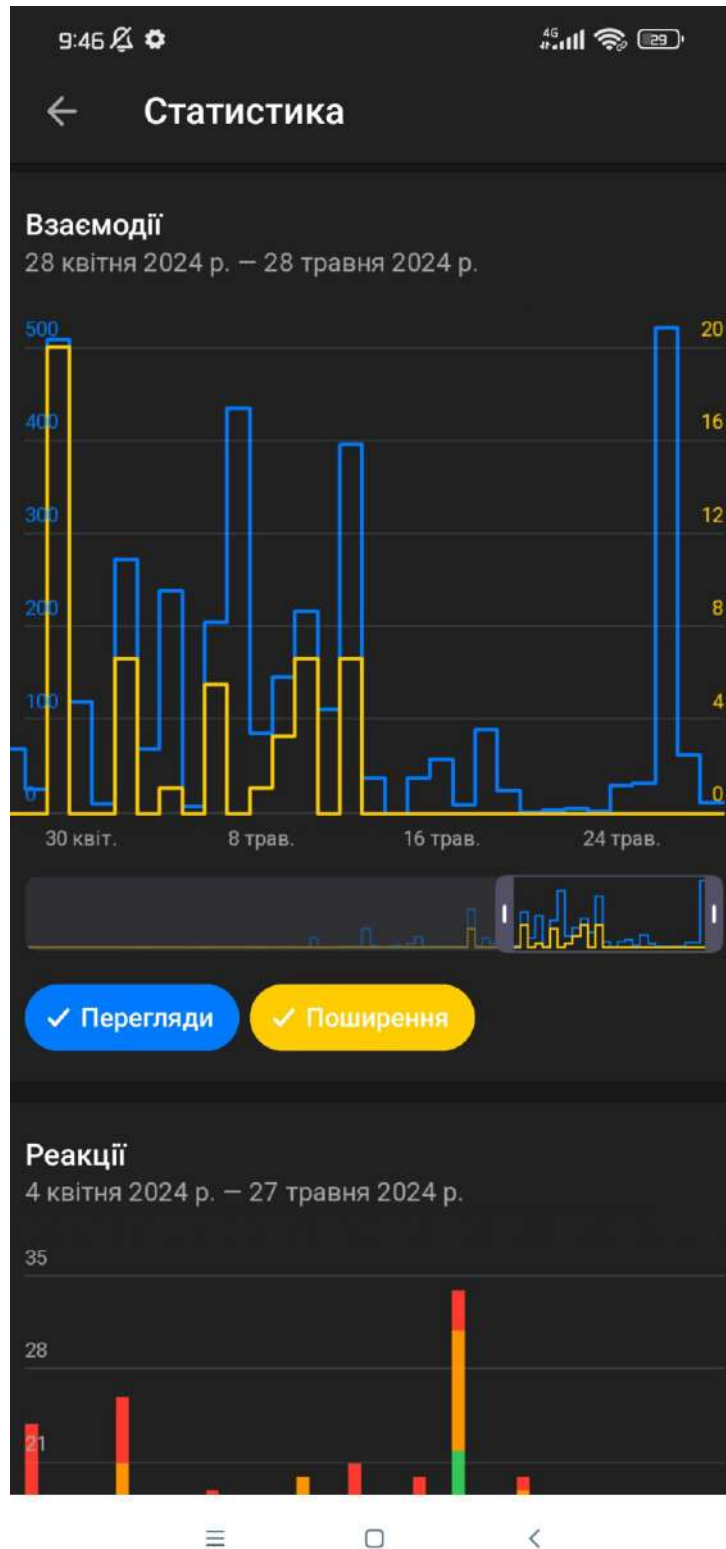 9:46
4G
29
Статистика
Взаємодії
28 квітня 2024 р. — 28 травня 2024 р.
500
20
400
16
300
12
200
8
100
4
0
0
30 квіт.
8 трав.
16 трав.
24 трав.
Перегляди
Поширення
Реакції
4 квітня 2024 р. — 27 травня 2024 р.
35
28
21